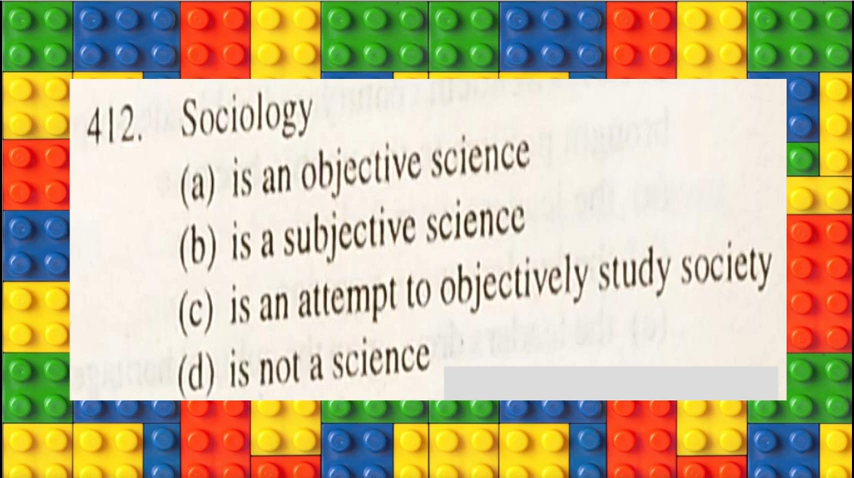 412. Sociology
(a) is an objective science
(b) is a subjective science
(c) is an attempt to objectively study society
(d) is not a science